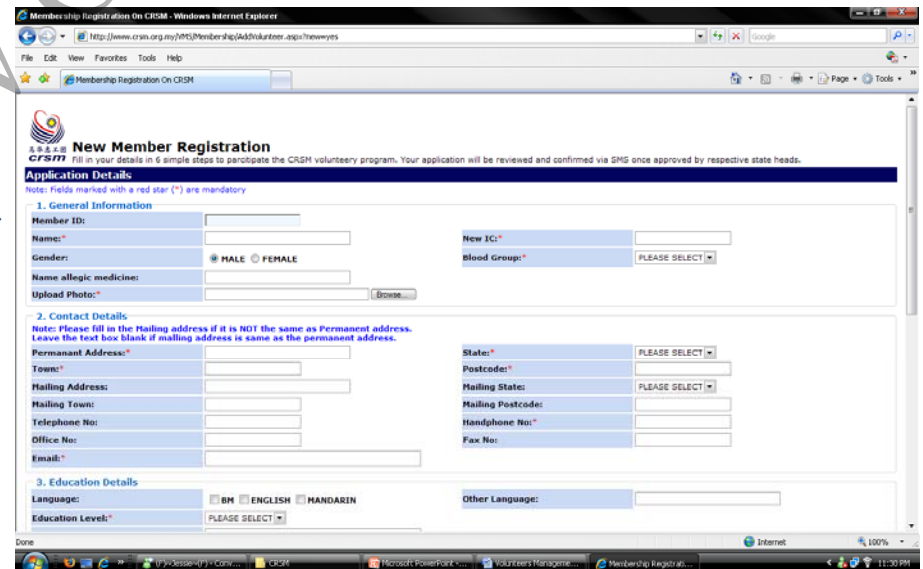 Membership Registration On CRSM - Windows Internet Explorer
http://www.crsm.org.my/VMS/Membership/AddVolunteer.aspx?new=yes
Google
File Edit View Favorites Tools Help
Membership Registration On CRSM
Page Tools
crsm New Member Registration
Fill in your details in 6 simple steps to parcitipate the CRSM volunteery program. Your application will be reviewed and confirmed via SMS once approved by respective state heads.
Application Details
Note: Fields marked with a red star (*) are mandatory
1. General Information
Member ID:
Name:* New IC:*
Gender: MALE FEMALE Blood Group:* PLEASE SELECT
Name allegic medicine:
Upload Photo:* Browse...
2. Contact Details
Note: Please fill in the Mailing address if it is NOT the same as Permanent address.
Leave the text box blank if malling address is same as the permanent address.
Permanant Address:* State:* PLEASE SELECT
Town:* Postcode:*
Mailing Address: Mailing State: PLEASE SELECT
Mailing Town: Mailing Postcode:
Telephone No: Handphone No:*
Office No: Fax No:
Email:*
3. Education Details
Language: BM ENGLISH MANDARIN Other Language:
Education Level:* PLEASE SELECT
Done Internet 100%
CRSM Microsoft PowerPoint -... Volunteers Manageme... Membership Registrati... 11:30 PM